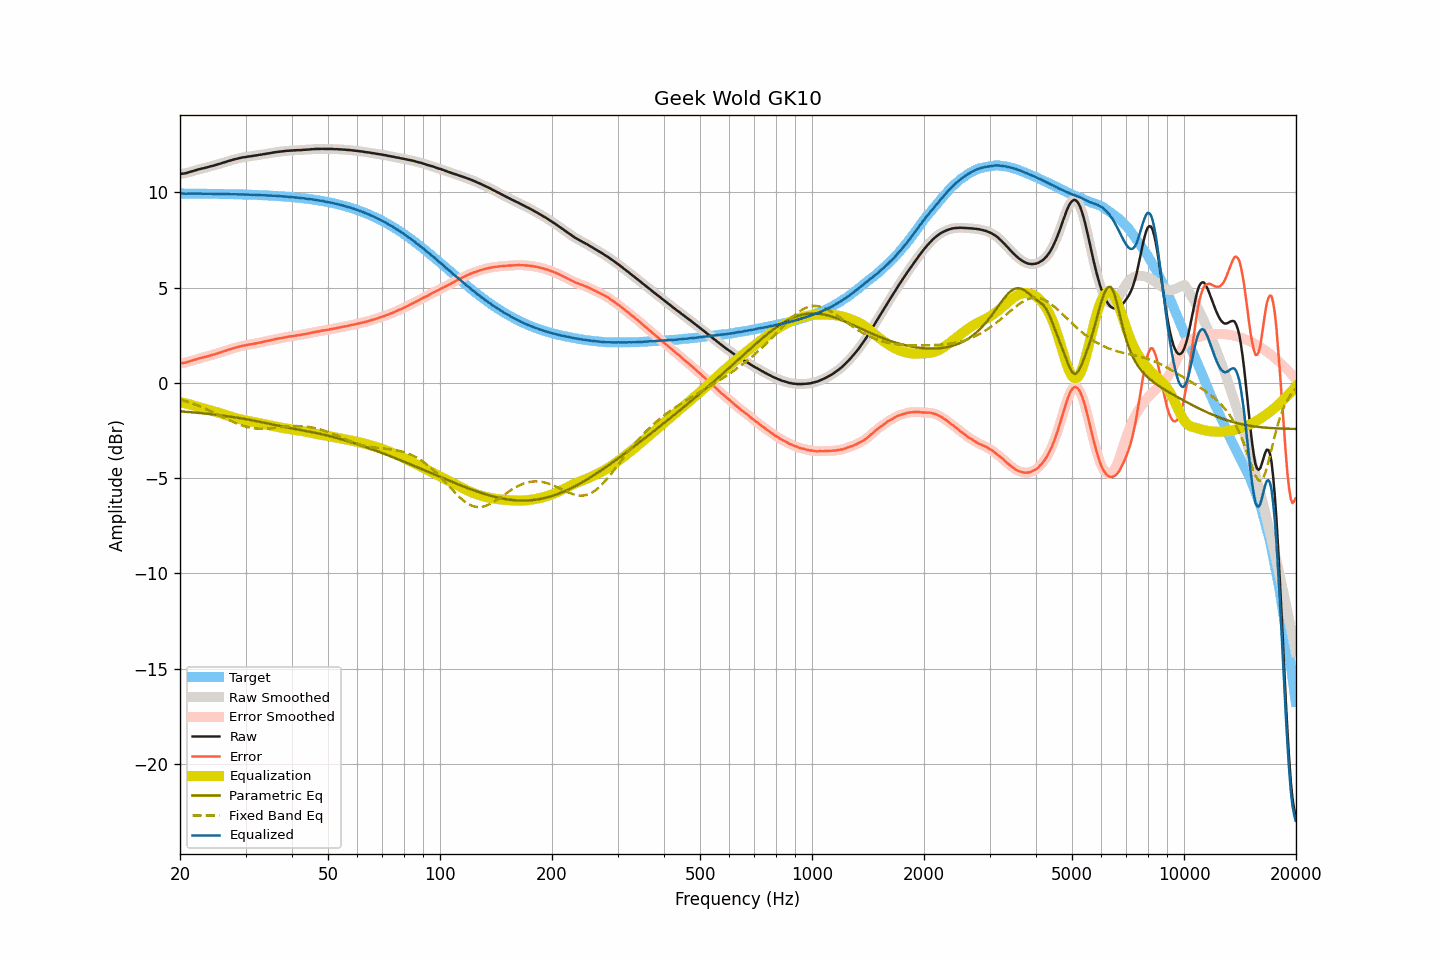 Geek Wold GK10
Amplitude (dBr)
10
5
0
−5
−10
−15
−20
Target
Raw Smoothed
Error Smoothed
Raw
Error
Equalization
Parametric Eq
Fixed Band Eq
Equalized
20 50 100 200 500 1000 2000 5000 10000 20000
Frequency (Hz)